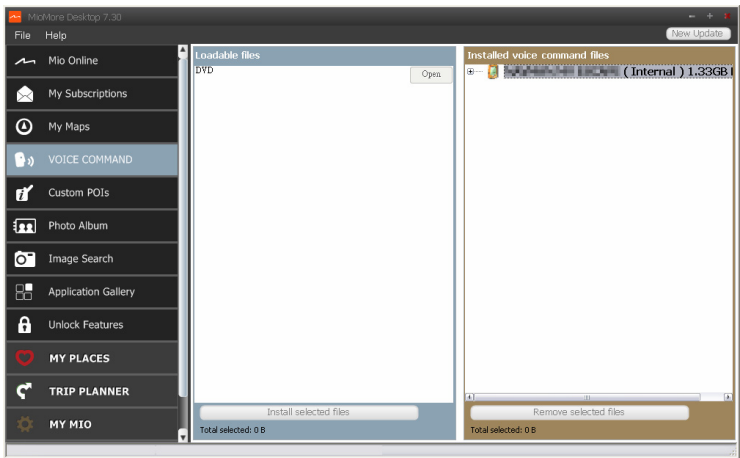 MioMore Desktop 7.30
File Help
New Update
Mio Online
My Subscriptions
My Maps
VOICE COMMAND
Custom POIs
Photo Album
Image Search
Application Gallery
Unlock Features
MY PLACES
TRIP PLANNER
MY MIO
Loadable files
DVD
Open
Install selected files
Total selected: 0 B
Installed voice command files
( Internal ) 1.33GB
Remove selected files
Total selected: 0 B